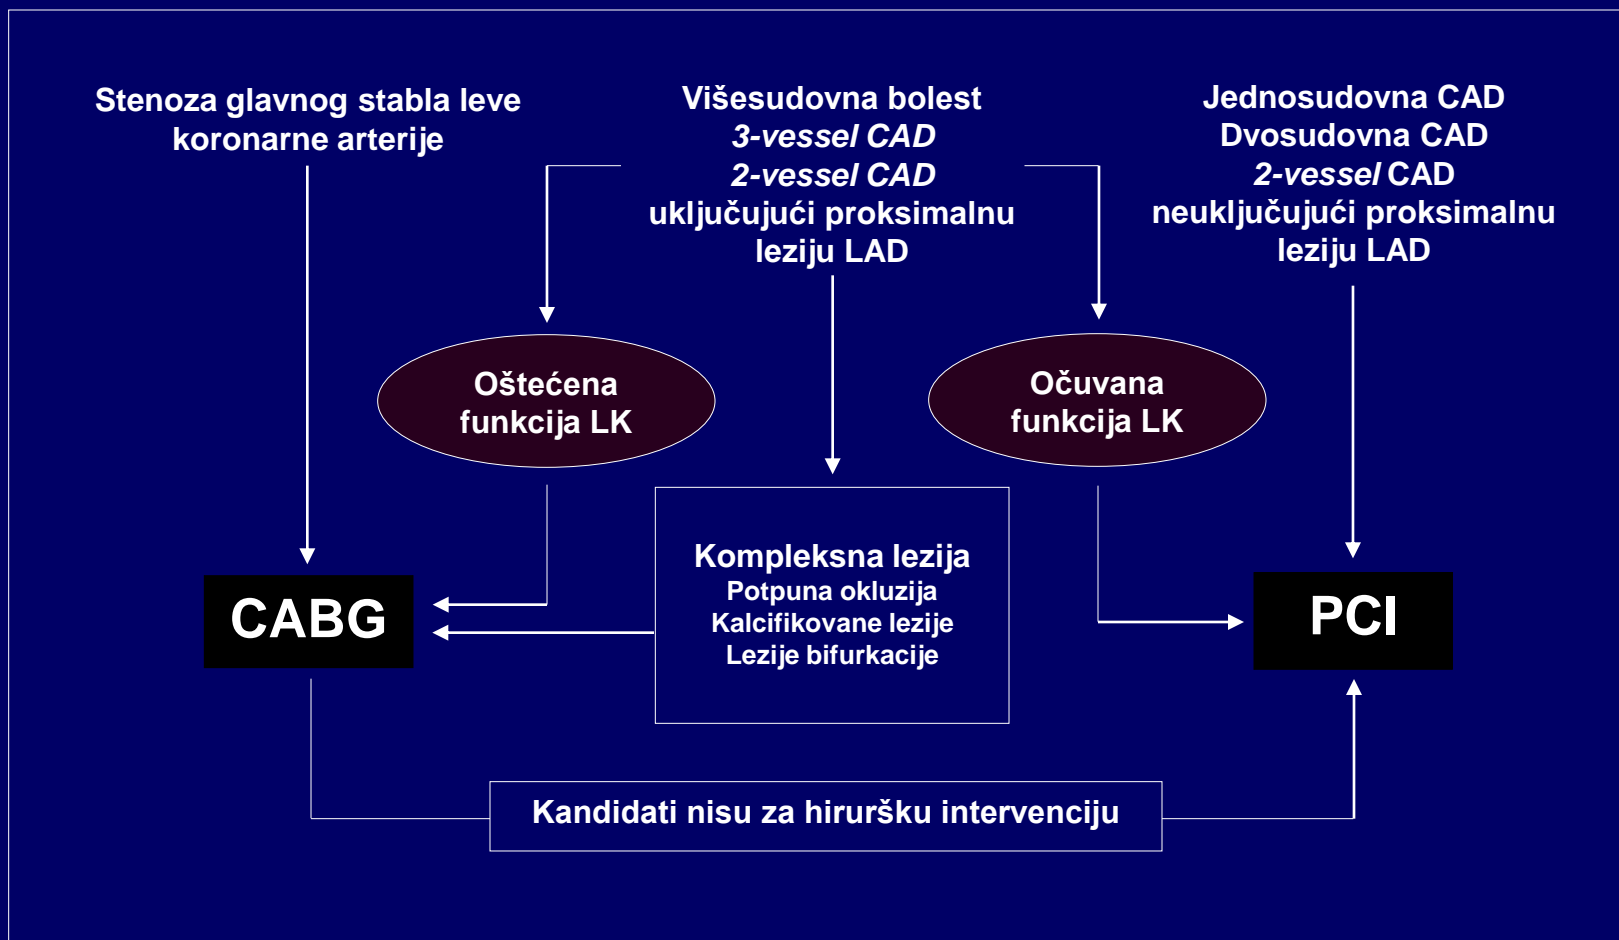 Stenoza glavnog stabla leve
koronarne arterije
Višesudovna bolest
3-vessel CAD
2-vessel CAD
uključujući proksimalnu
leziju LAD
Jednosudovna CAD
Dvosudovna CAD
2-vessel CAD
neuključujući proksimalnu
leziju LAD
Oštećena
funkcija LK
Očuvana
funkcija LK
Kompleksna lezija
Potpuna okluzija
Kalcifikovane lezije
Lezije bifurkacije
CABG
PCI
Kandidati nisu za hiruršku intervenciju